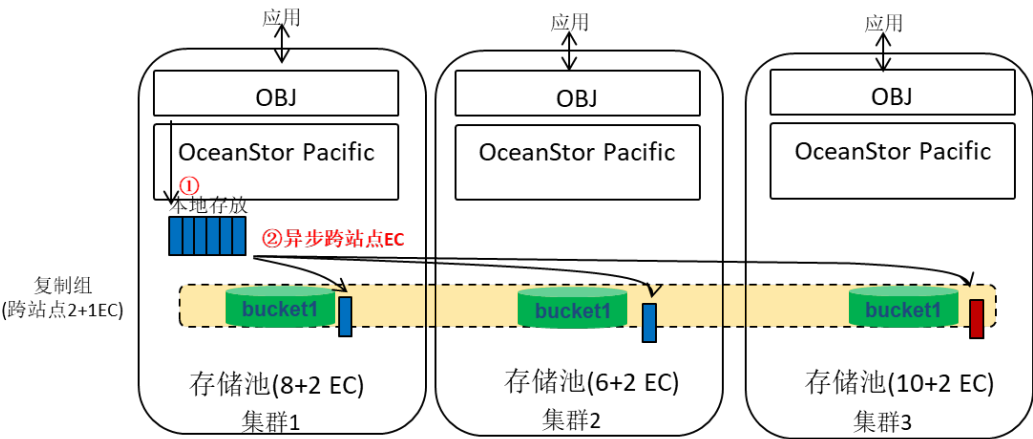 应用
应用
应用
OBJ
OBJ
OBJ
OceanStor Pacific
OceanStor Pacific
OceanStor Pacific
①
本地存放
②异步跨站点EC
复制组
(跨站点2+1EC)
bucket1
bucket1
bucket1
存储池(8+2 EC)
存储池(6+2 EC)
存储池(10+2 EC)
集群1
集群2
集群3